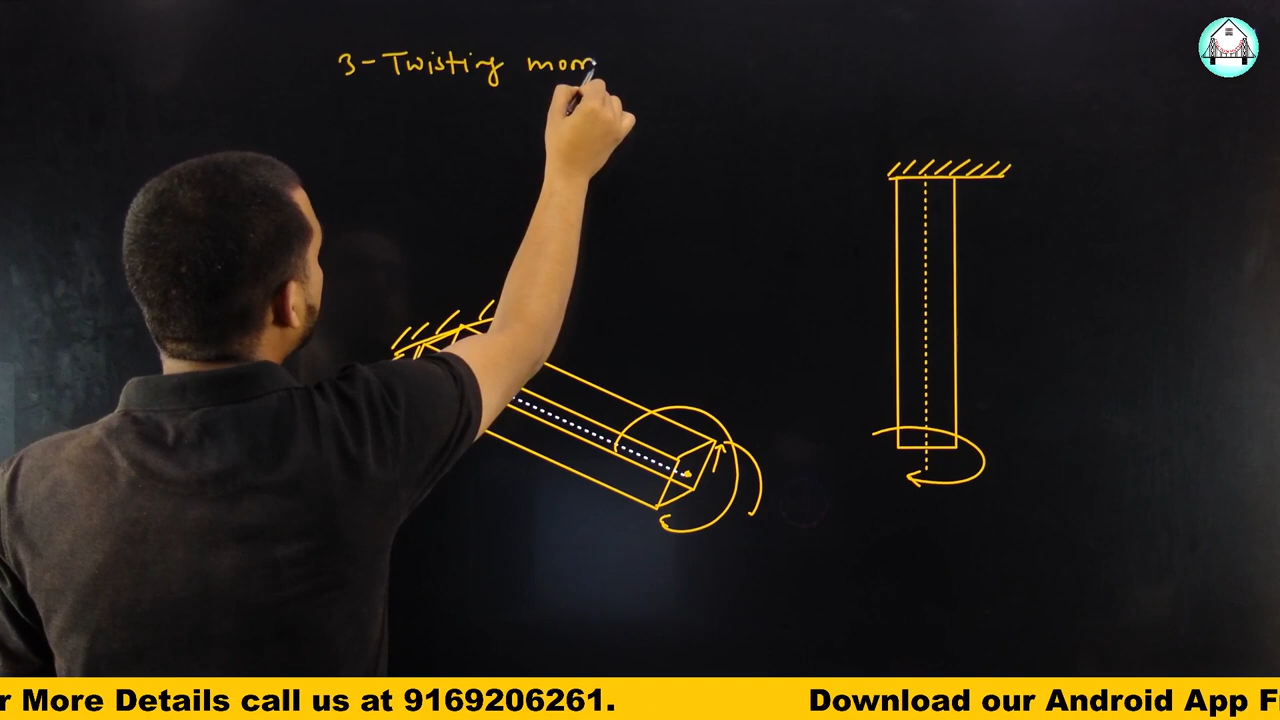 3-Twisting mom
r More Details call us at 9169206261.
Download our Android App F